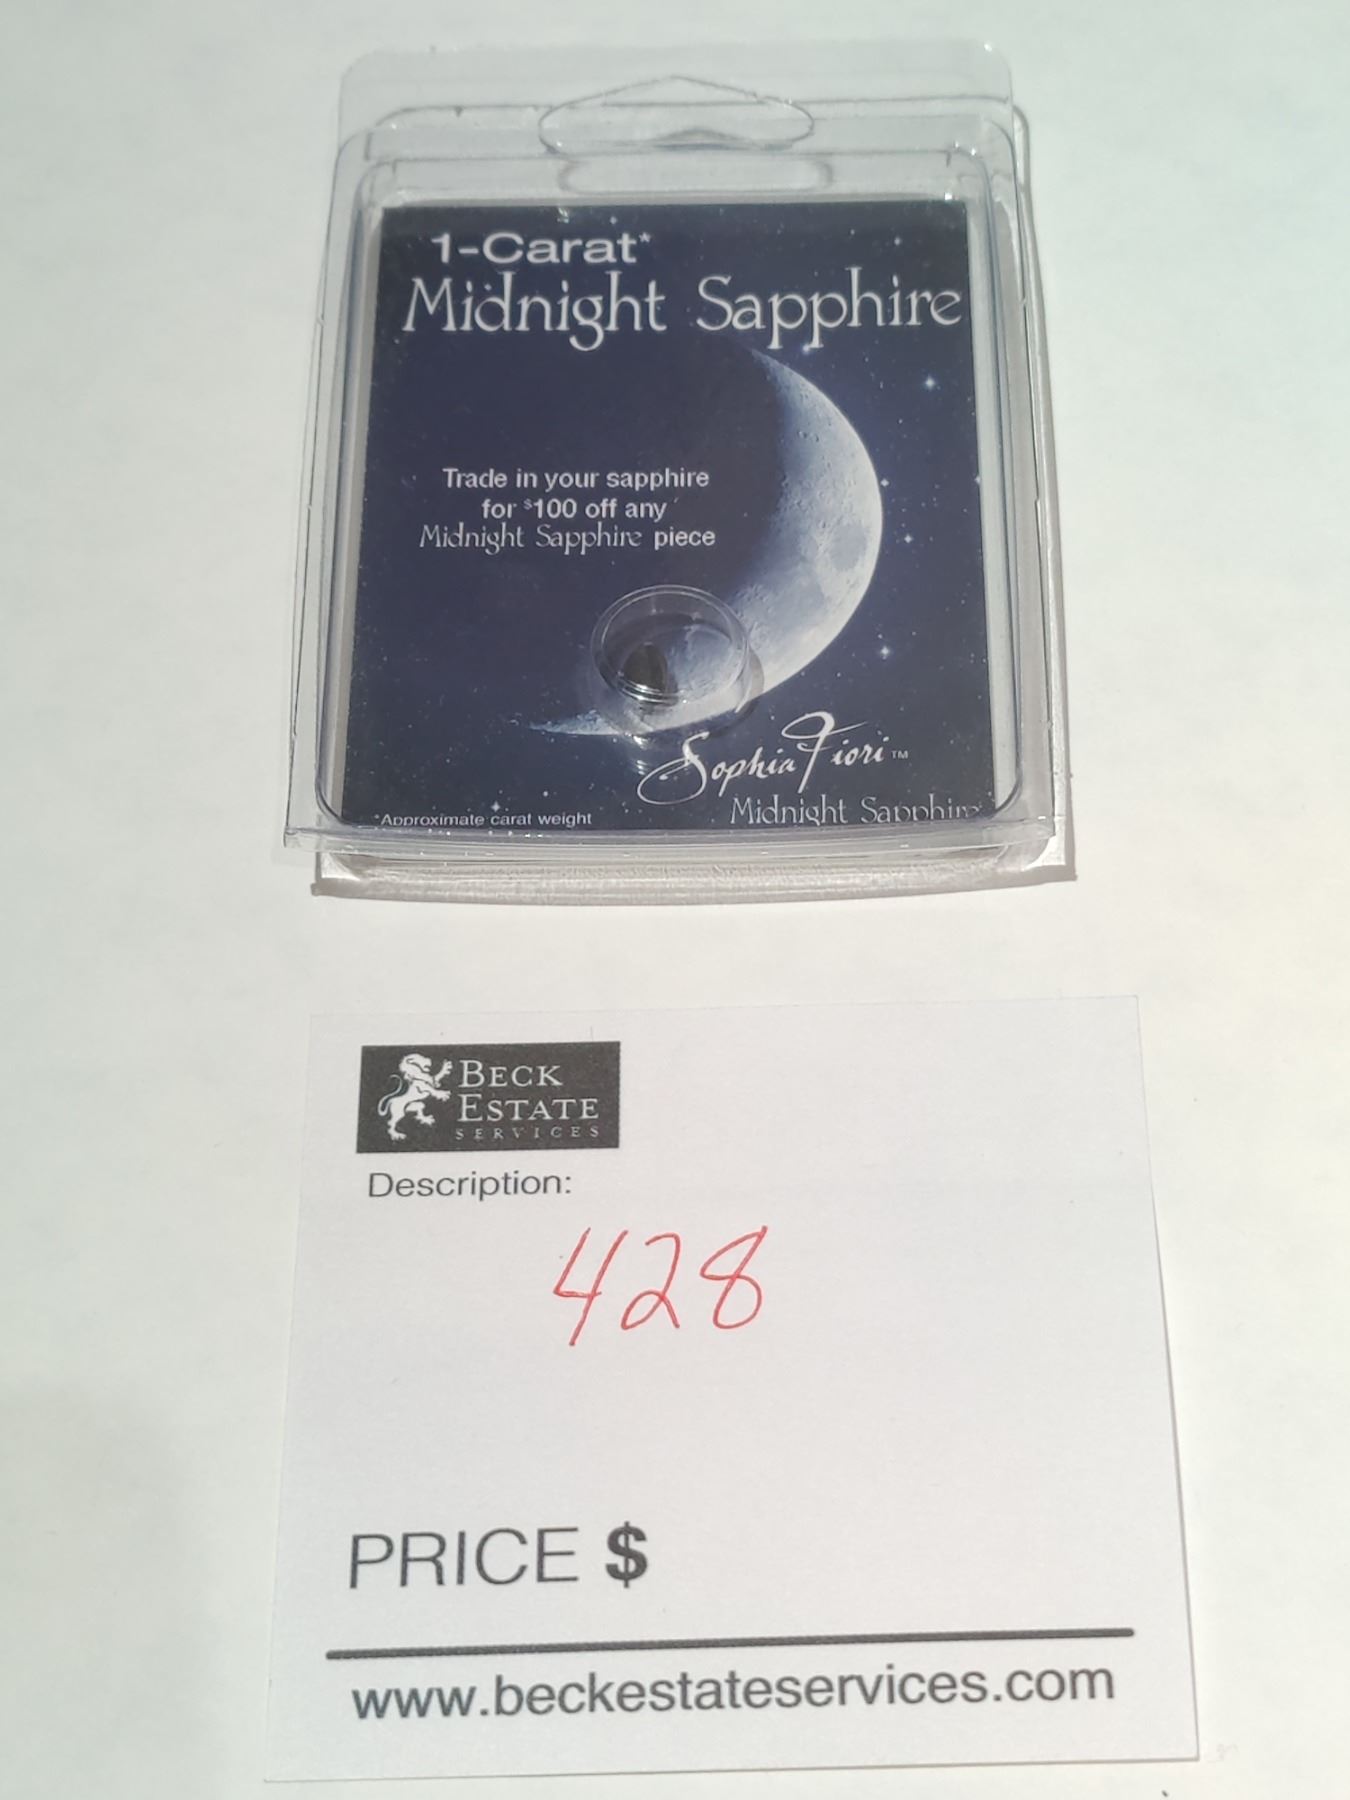 1-Carat*
Midnight Sapphire
Trade in your sapphire
for $100 off any
Midnight Sapphire piece
Sophia Fiori™
*Approximate carat weight
Midnight Sapphire
BECK
ESTATE
SERVICES
Description:
428
PRICE $
www.beckestateservices.com